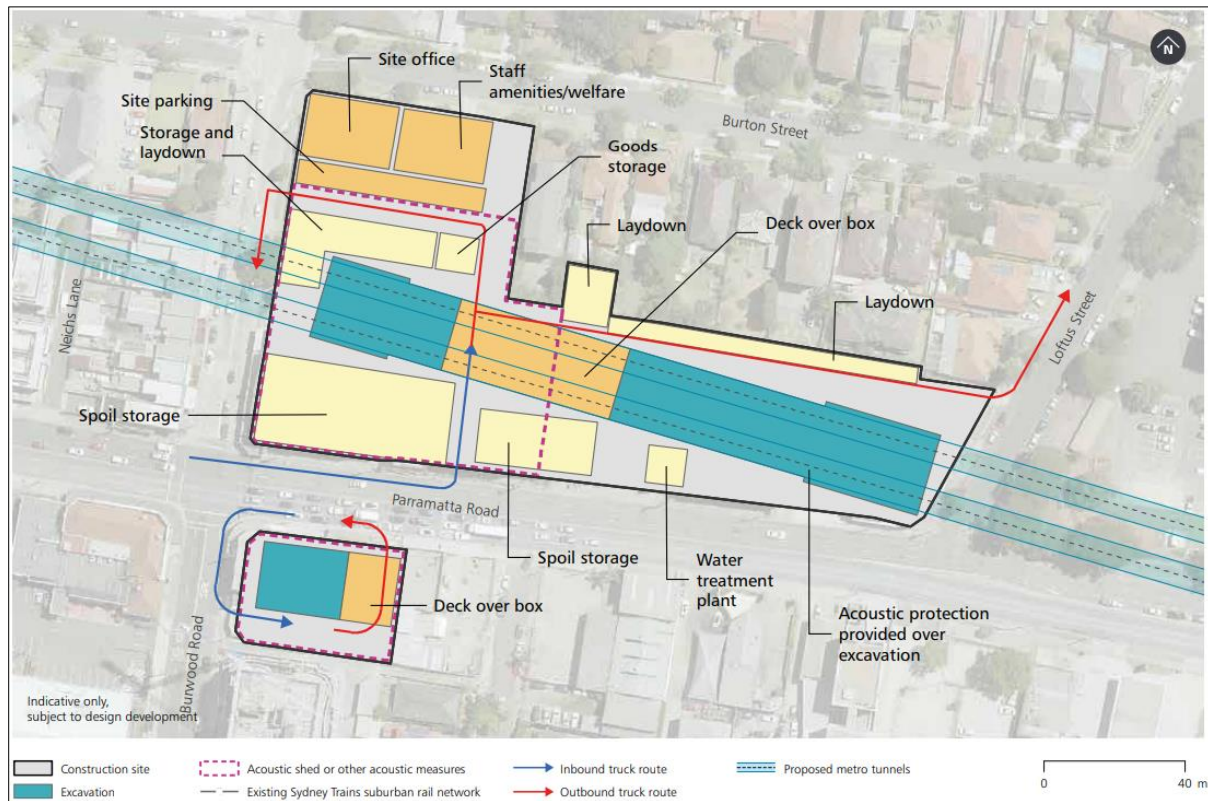 N
Site office
Staff
amenities/welfare
Site parking
Storage and
laydown
Goods
storage
Burton Street
Laydown
Deck over box
Laydown
Loftus Street
Neichs Lane
Spoil storage
Parramatta Road
Spoil storage
Water
treatment
plant
Deck over box
Acoustic protection
provided over
excavation
Burwood Road
Indicative only,
subject to design development
Construction site
Acoustic shed or other acoustic measures
Inbound truck route
Proposed metro tunnels
Excavation
Existing Sydney Trains suburban rail network
Outbound truck route
0
40 m